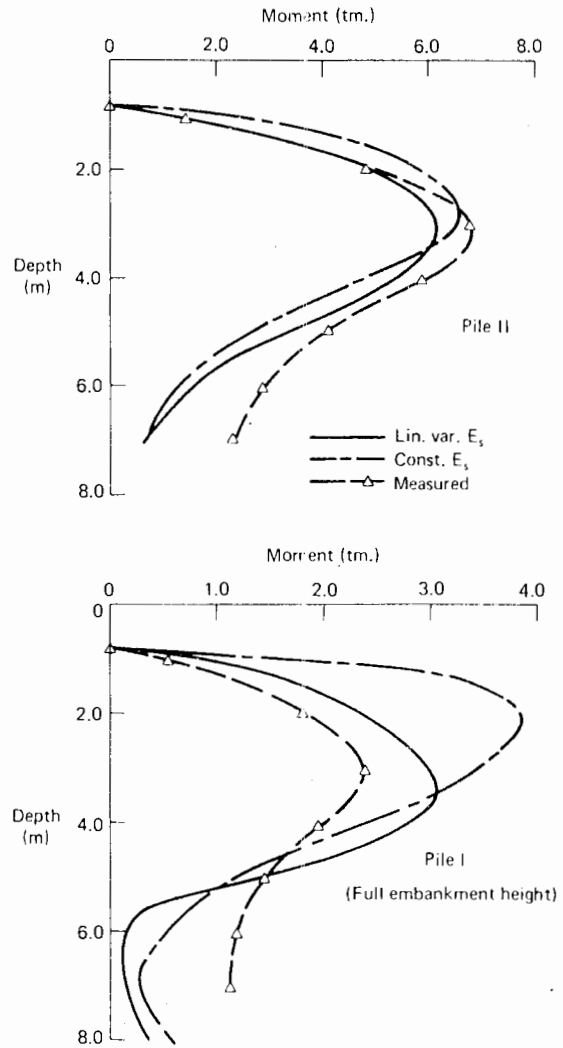 Moment (tm.)
0 2.0 4.0 6.0 8.0
2.0
Depth
(m)
4.0
Pile II
6.0
Lin. var. Es
Const. Es
Measured
8.0
Moment (tm.)
0 1.0 2.0 3.0 4.0
0
2.0
Depth
(m)
4.0
Pile I
(Full embankment height)
6.0
8.0